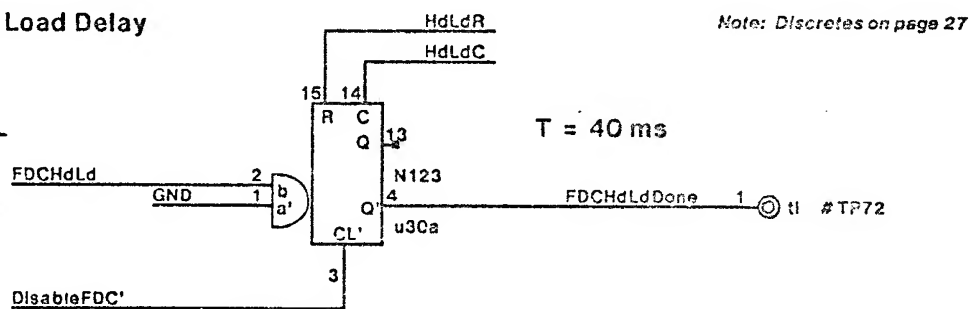 Load Delay
HdLdR
Note: Discretes on page 27
HdLdC
15 14
R C
Q 13
T = 40 ms
N123
FDCHdLd 2 b
GND 1 a'
Q' 4
FDCHdLdDone 1 tl #TP72
u30a
CL'
3
DisableFDC'